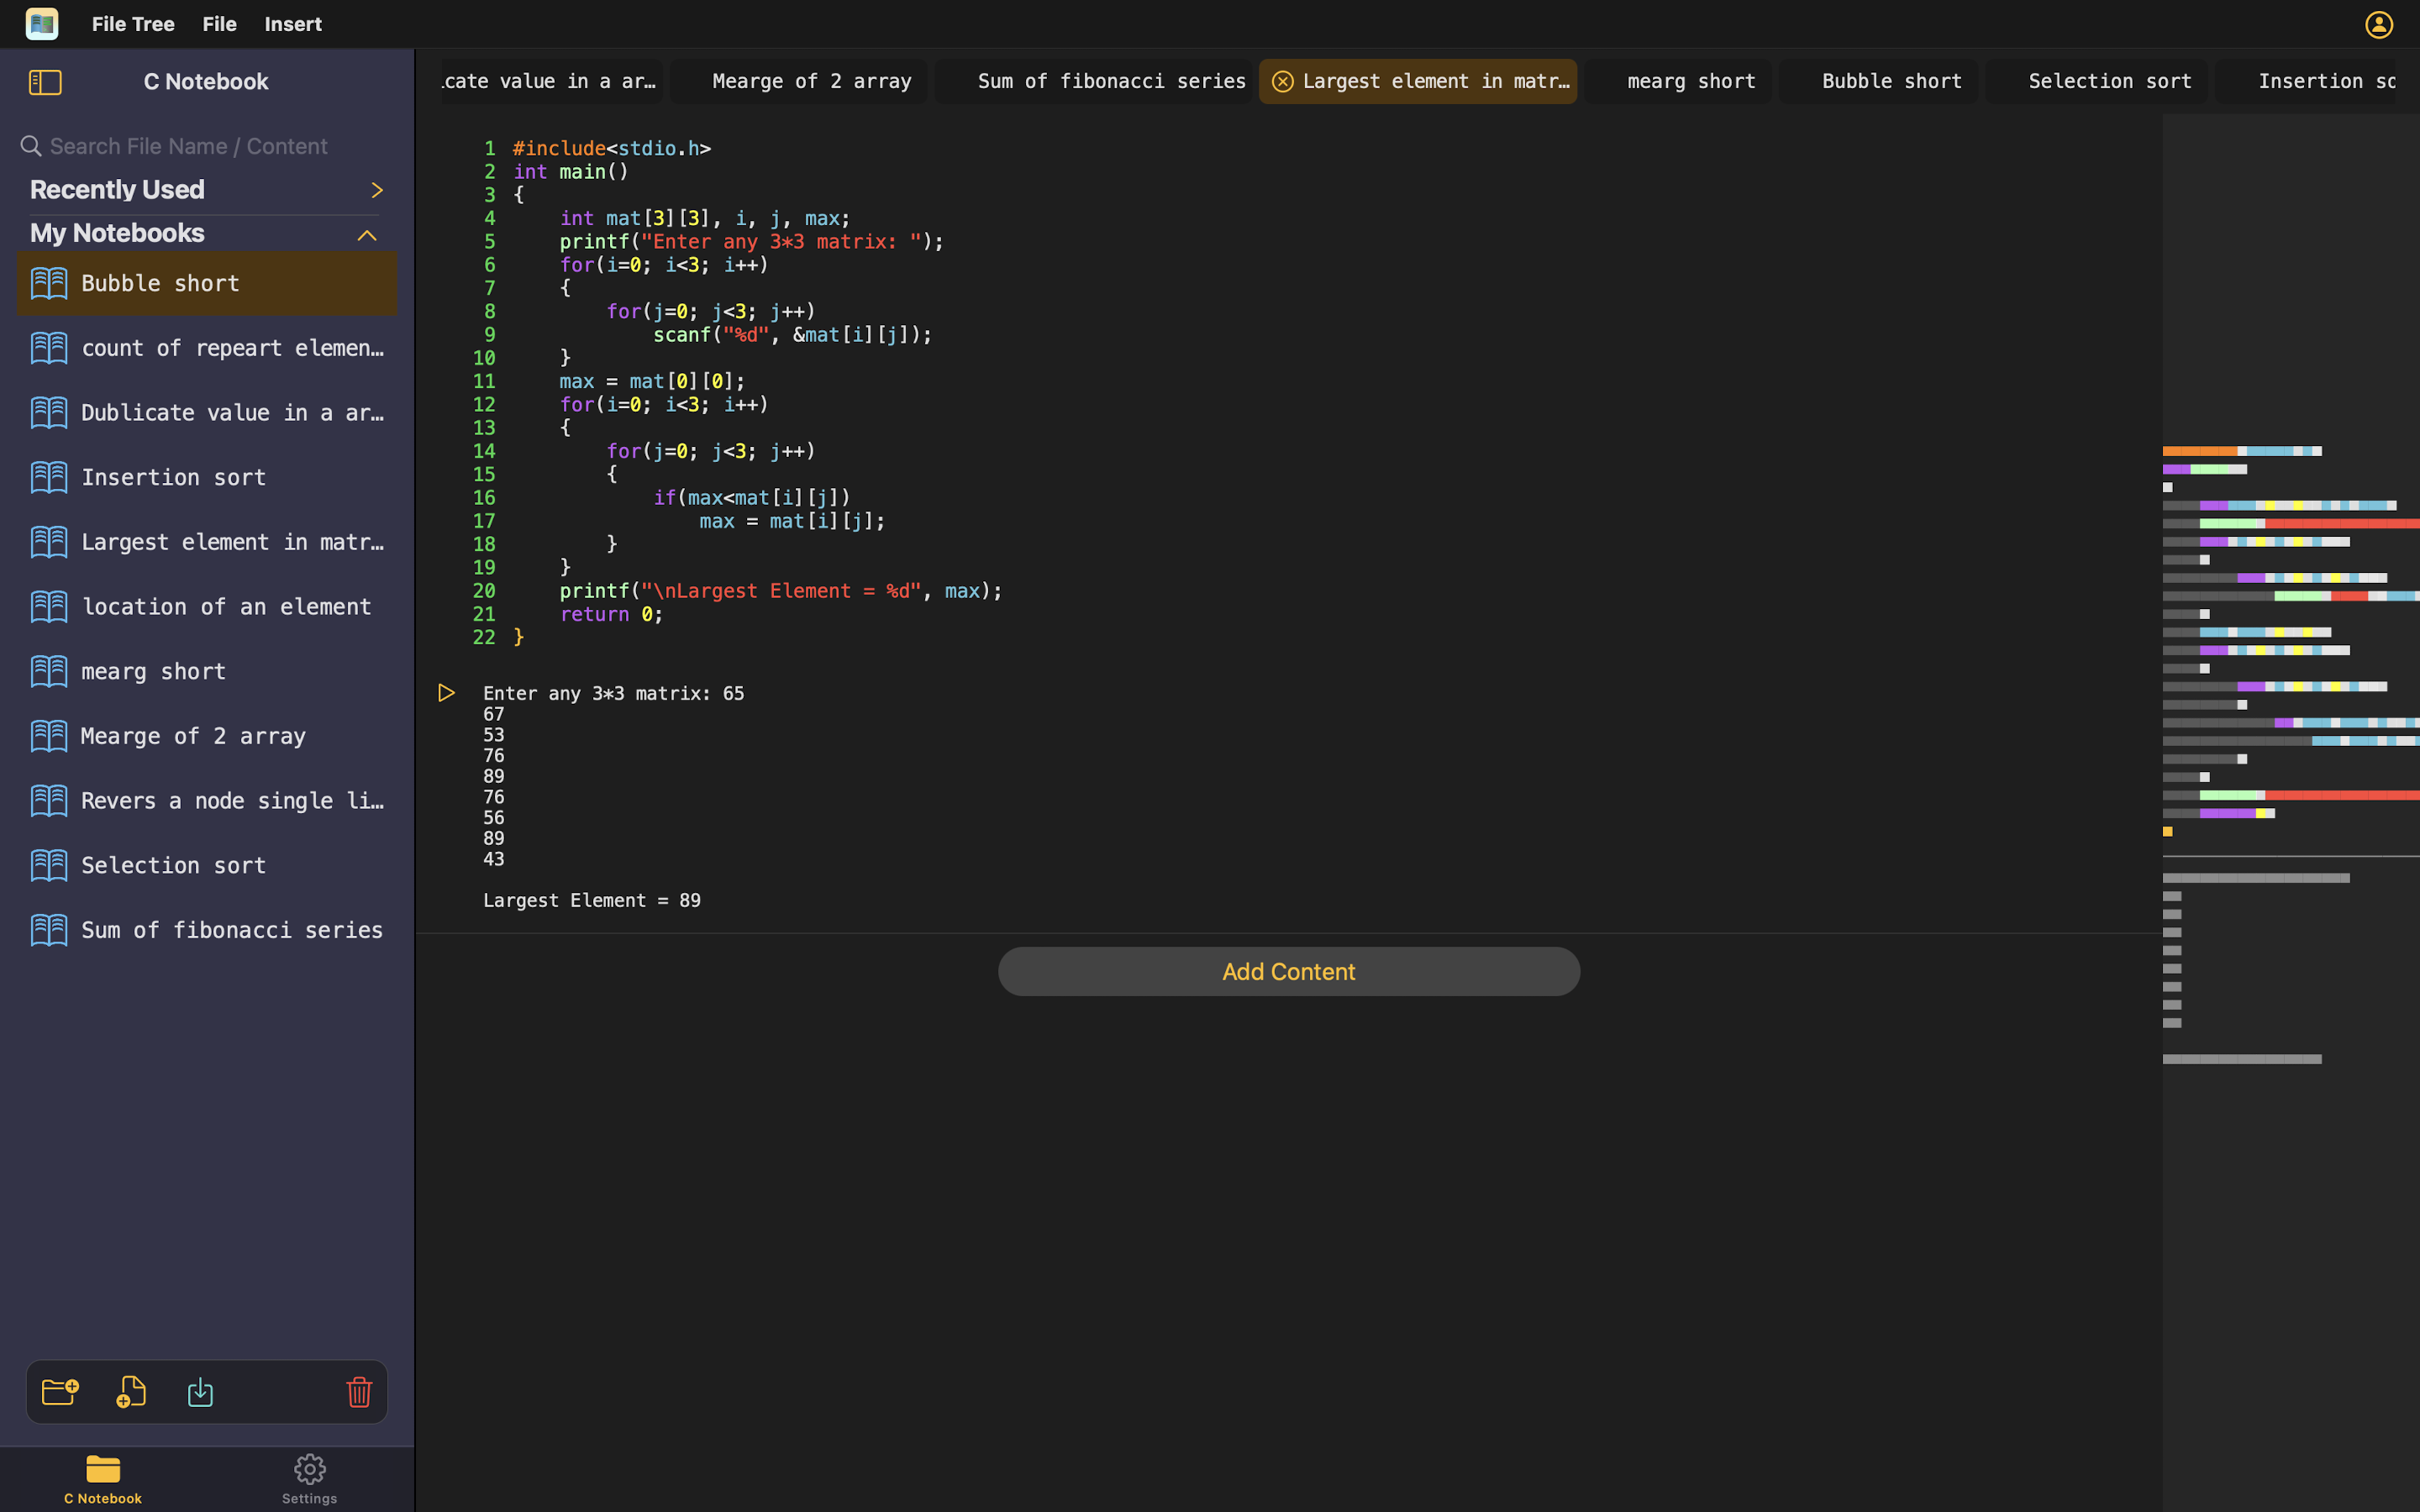 File Tree File Insert
C Notebook
Search File Name / Content
Recently Used
My Notebooks
Bubble short
count of repeart elemen…
Dublicate value in a ar…
Insertion sort
Largest element in matr…
location of an element
mearg short
Mearge of 2 array
Revers a node single li…
Selection sort
Sum of fibonacci series
C Notebook
Settings
cate value in a ar… Mearge of 2 array Sum of fibonacci series Largest element in matr… mearg short Bubble short Selection sort Insertion so
1 #include<stdio.h>
2 int main()
3 {
4     int mat[3][3], i, j, max;
5     printf("Enter any 3*3 matrix: ");
6     for(i=0; i<3; i++)
7     {
8         for(j=0; j<3; j++)
9             scanf("%d", &mat[i][j]);
10     }
11     max = mat[0][0];
12     for(i=0; i<3; i++)
13     {
14         for(j=0; j<3; j++)
15         {
16             if(max<mat[i][j])
17                 max = mat[i][j];
18         }
19     }
20     printf("\nLargest Element = %d", max);
21     return 0;
22 }
Enter any 3*3 matrix: 65
67
53
76
89
76
56
89
43
Largest Element = 89
Add Content